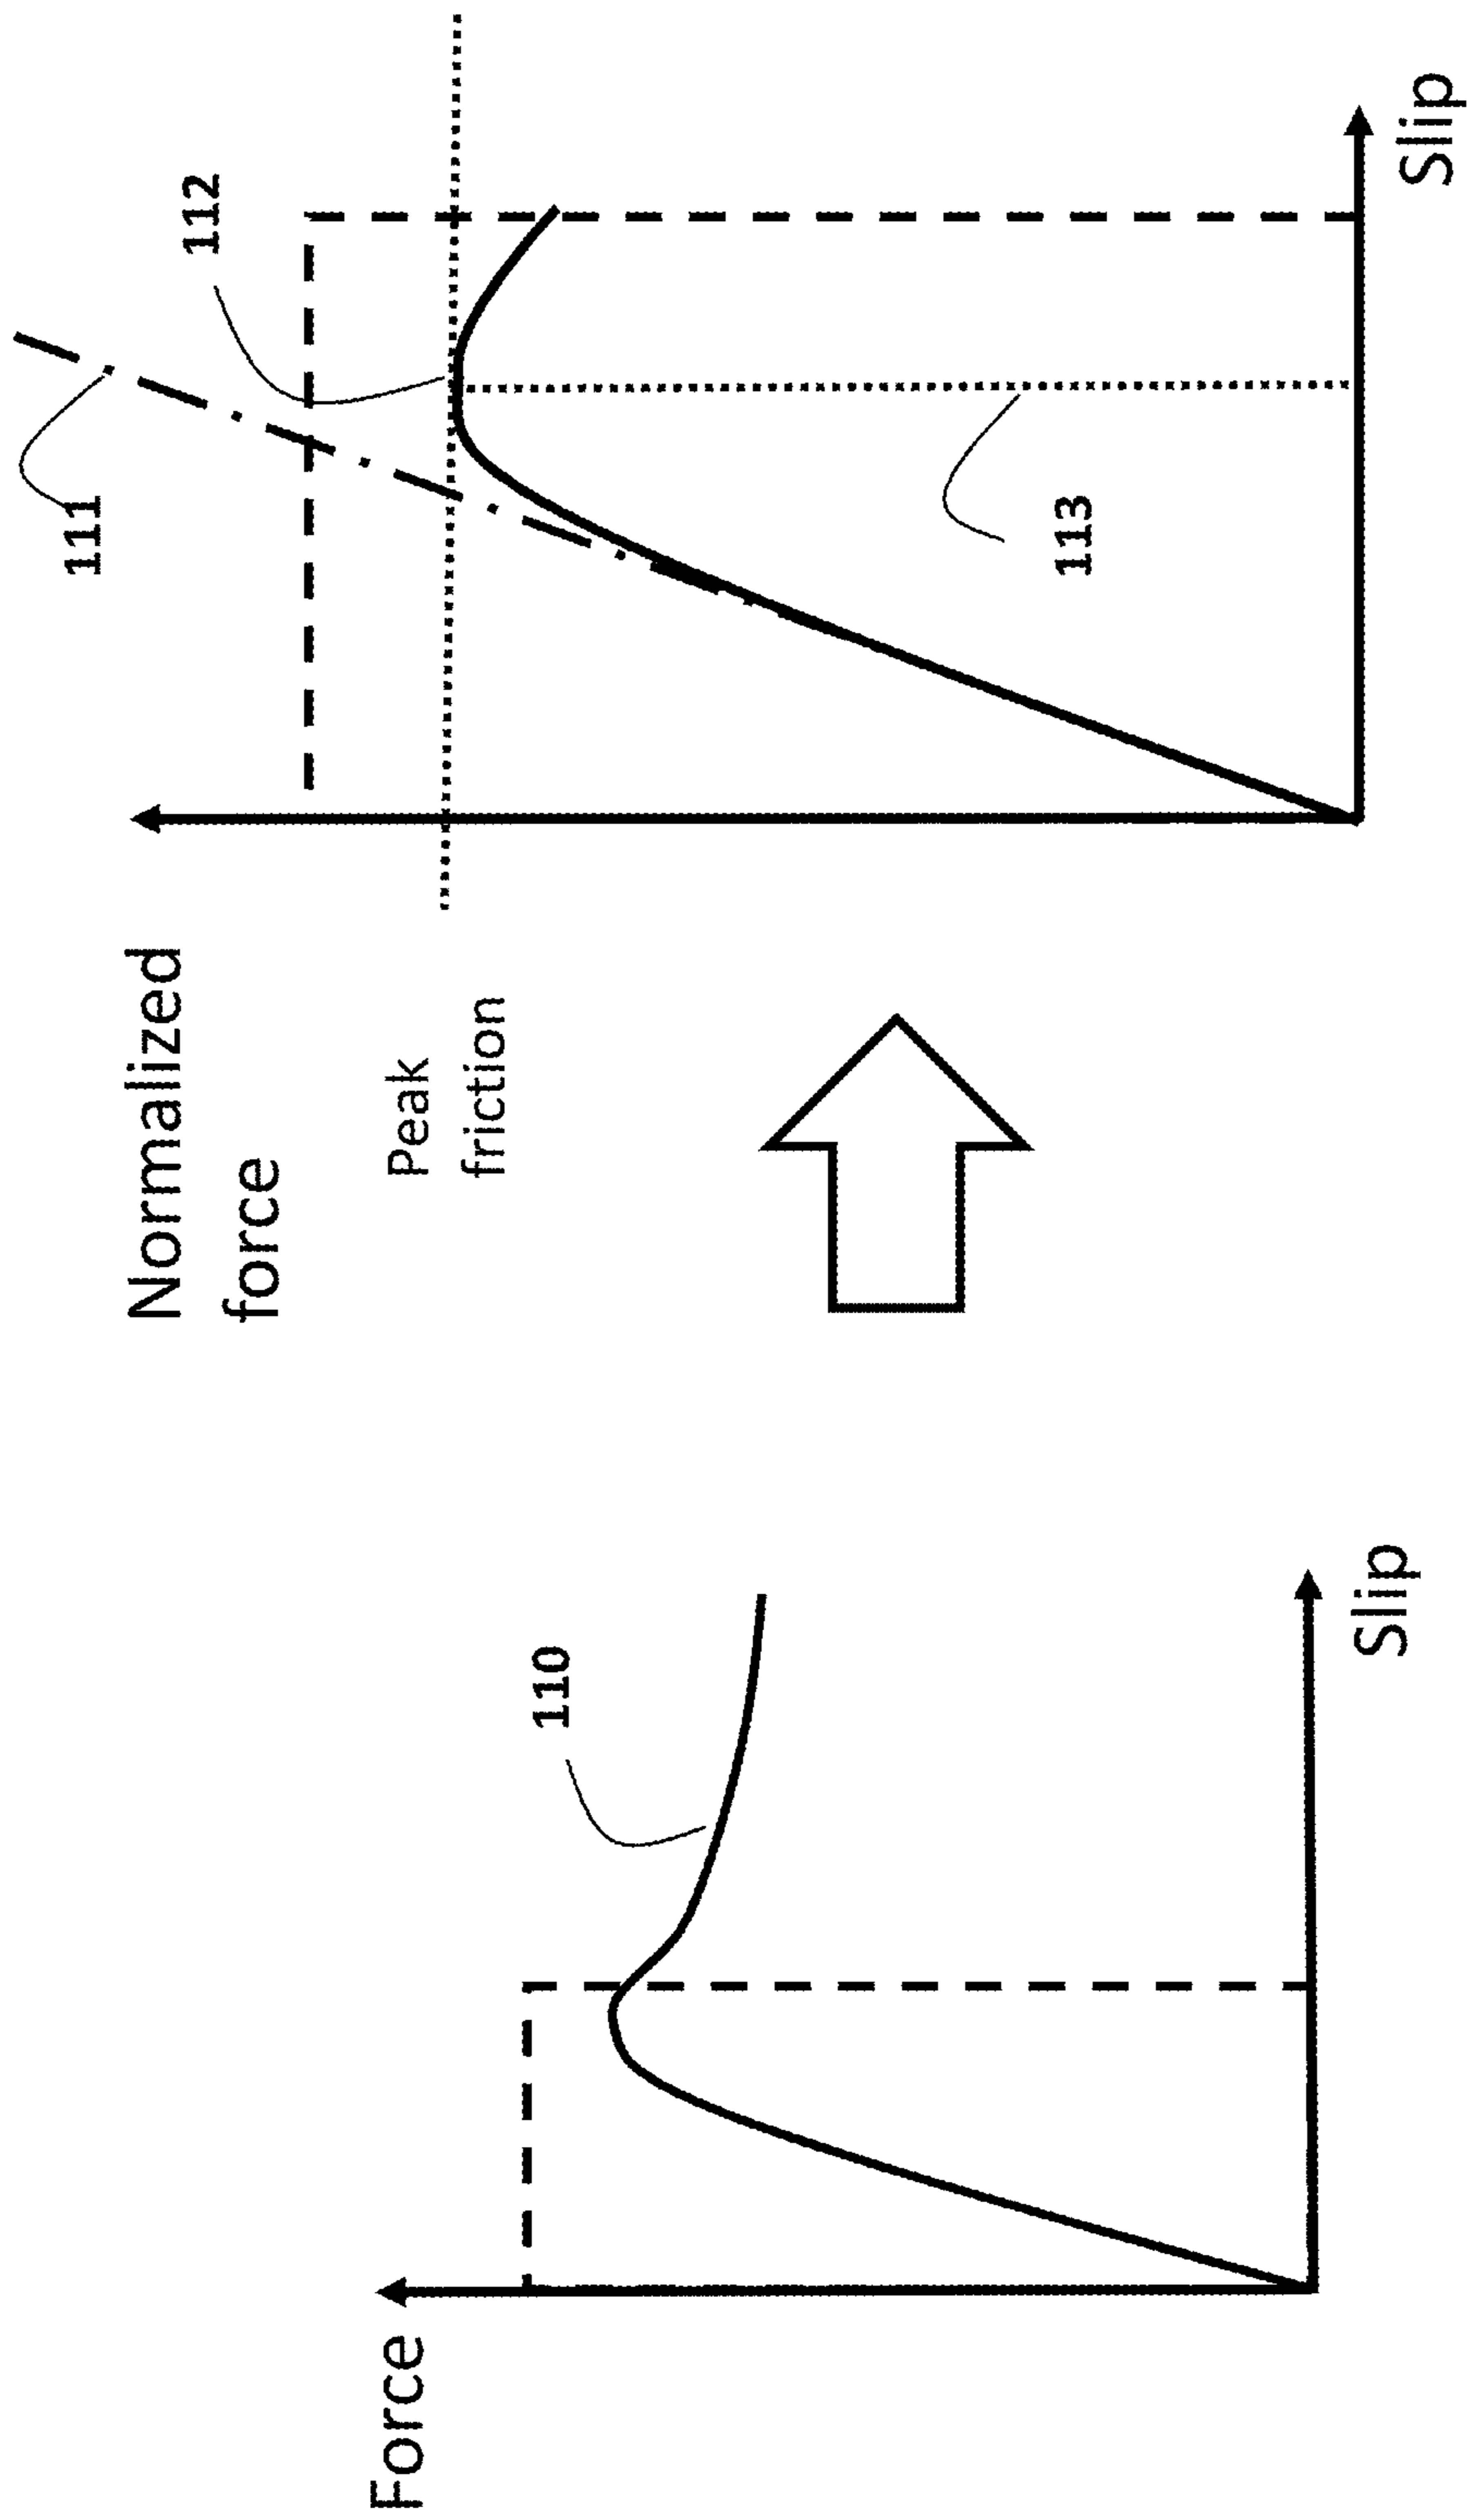 Force
110
Slip
Normalized
force
Peak
friction
111
112
113
Slip